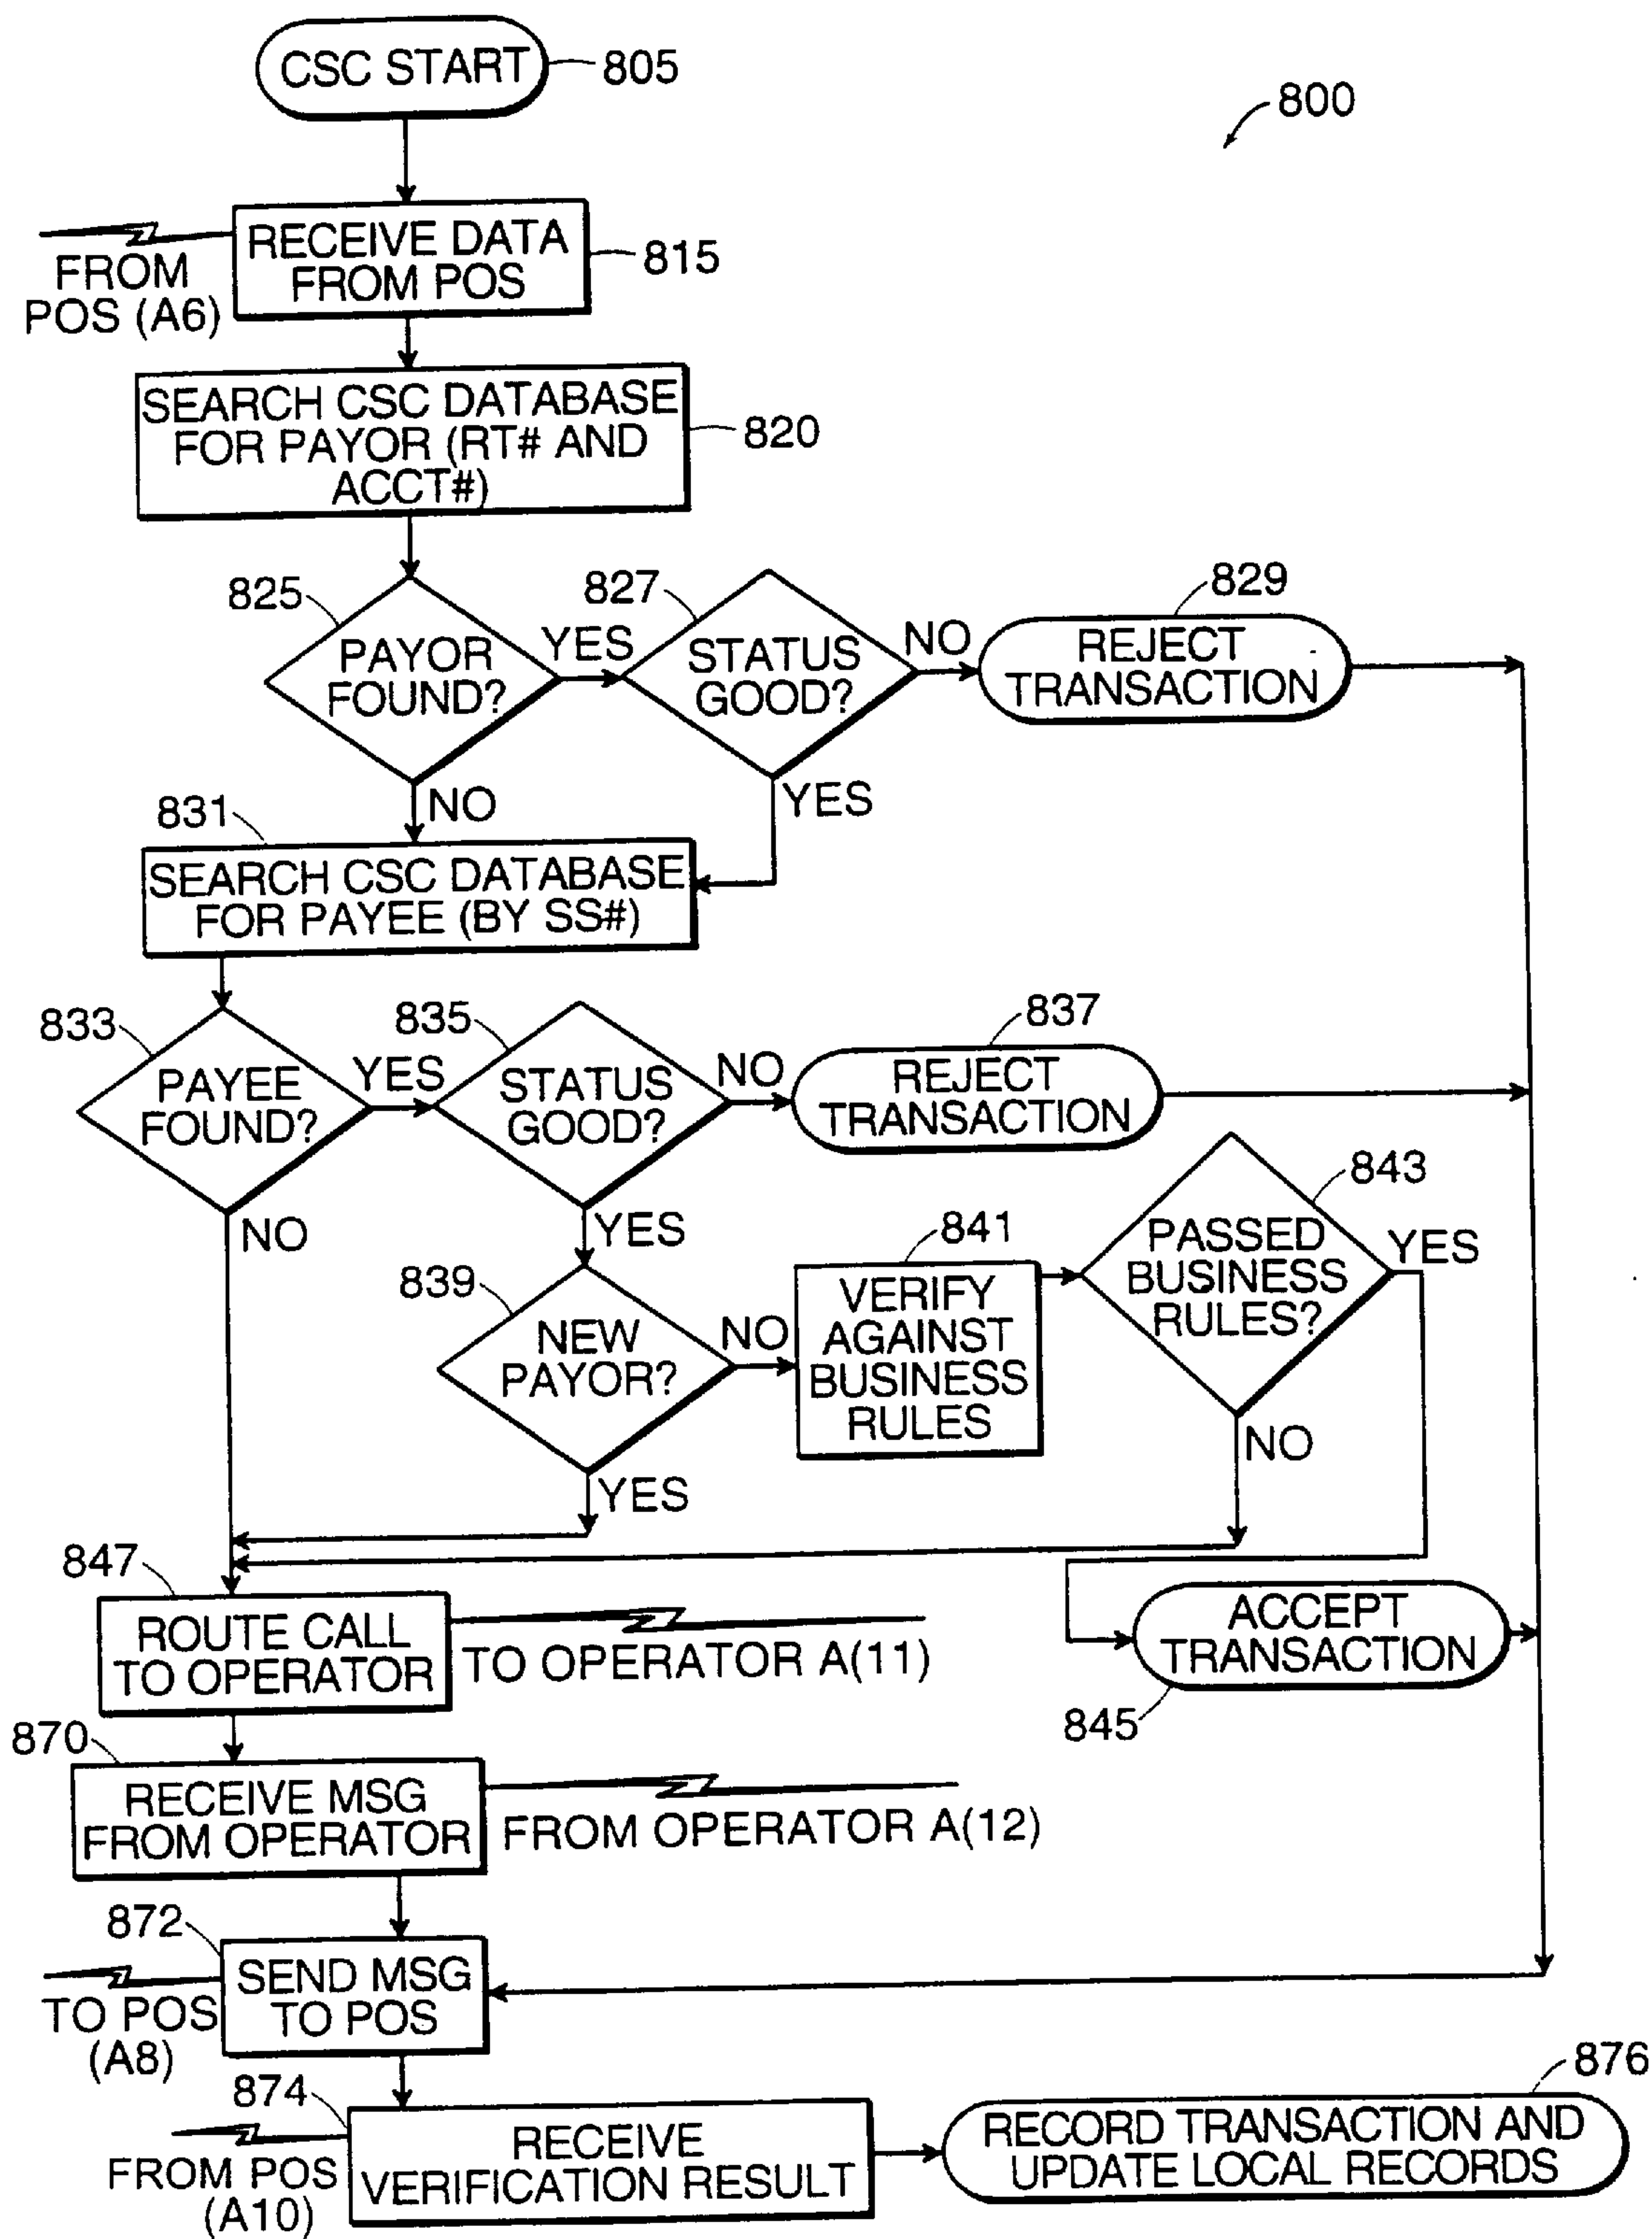 CSC START
805
800
RECEIVE DATA
FROM POS
815
FROM
POS (A6)
SEARCH CSC DATABASE
FOR PAYOR (RT# AND
ACCT#)
820
825
PAYOR
FOUND?
YES
NO
827
STATUS
GOOD?
NO
YES
829
REJECT
TRANSACTION
831
SEARCH CSC DATABASE
FOR PAYEE (BY SS#)
833
PAYEE
FOUND?
YES
NO
835
STATUS
GOOD?
NO
YES
837
REJECT
TRANSACTION
839
NEW
PAYOR?
NO
YES
841
VERIFY
AGAINST
BUSINESS
RULES
843
PASSED
BUSINESS
RULES?
YES
NO
847
ROUTE CALL
TO OPERATOR
TO OPERATOR A(11)
ACCEPT
TRANSACTION
845
870
RECEIVE MSG
FROM OPERATOR
FROM OPERATOR A(12)
872
SEND MSG
TO POS
TO POS
(A8)
874
RECEIVE
VERIFICATION RESULT
FROM POS
(A10)
876
RECORD TRANSACTION AND
UPDATE LOCAL RECORDS